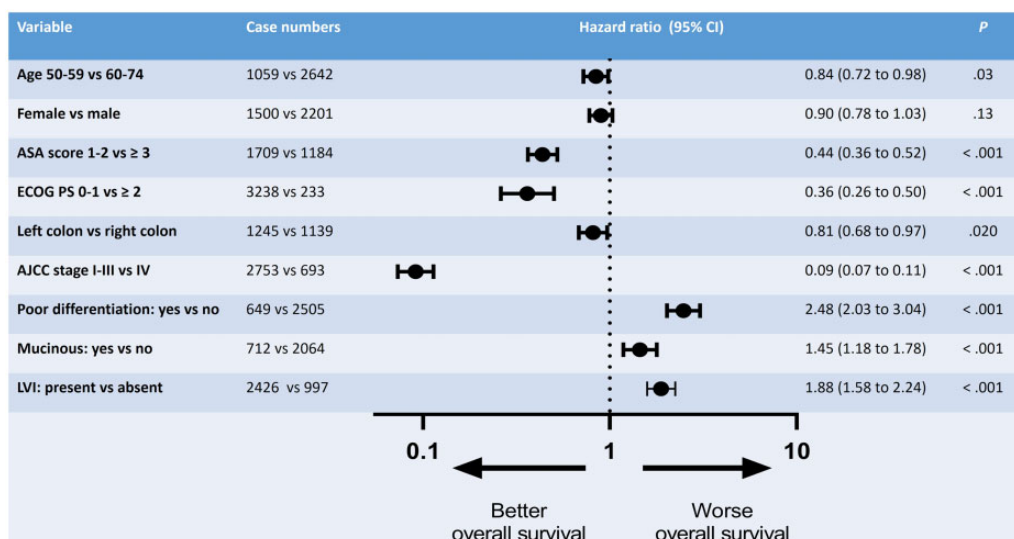 Variable Case numbers Hazard ratio (95% CI) P
Age 50-59 vs 60-74 1059 vs 2642 0.84 (0.72 to 0.98) .03
Female vs male 1500 vs 2201 0.90 (0.78 to 1.03) .13
ASA score 1-2 vs ≥ 3 1709 vs 1184 0.44 (0.36 to 0.52) < .001
ECOG PS 0-1 vs ≥ 2 3238 vs 233 0.36 (0.26 to 0.50) < .001
Left colon vs right colon 1245 vs 1139 0.81 (0.68 to 0.97) .020
AJCC stage I-III vs IV 2753 vs 693 0.09 (0.07 to 0.11) < .001
Poor differentiation: yes vs no 649 vs 2505 2.48 (2.03 to 3.04) < .001
Mucinous: yes vs no 712 vs 2064 1.45 (1.18 to 1.78) < .001
LVI: present vs absent 2426 vs 997 1.88 (1.58 to 2.24) < .001
0.1 1 10
Better Worse
overall survival overall survival